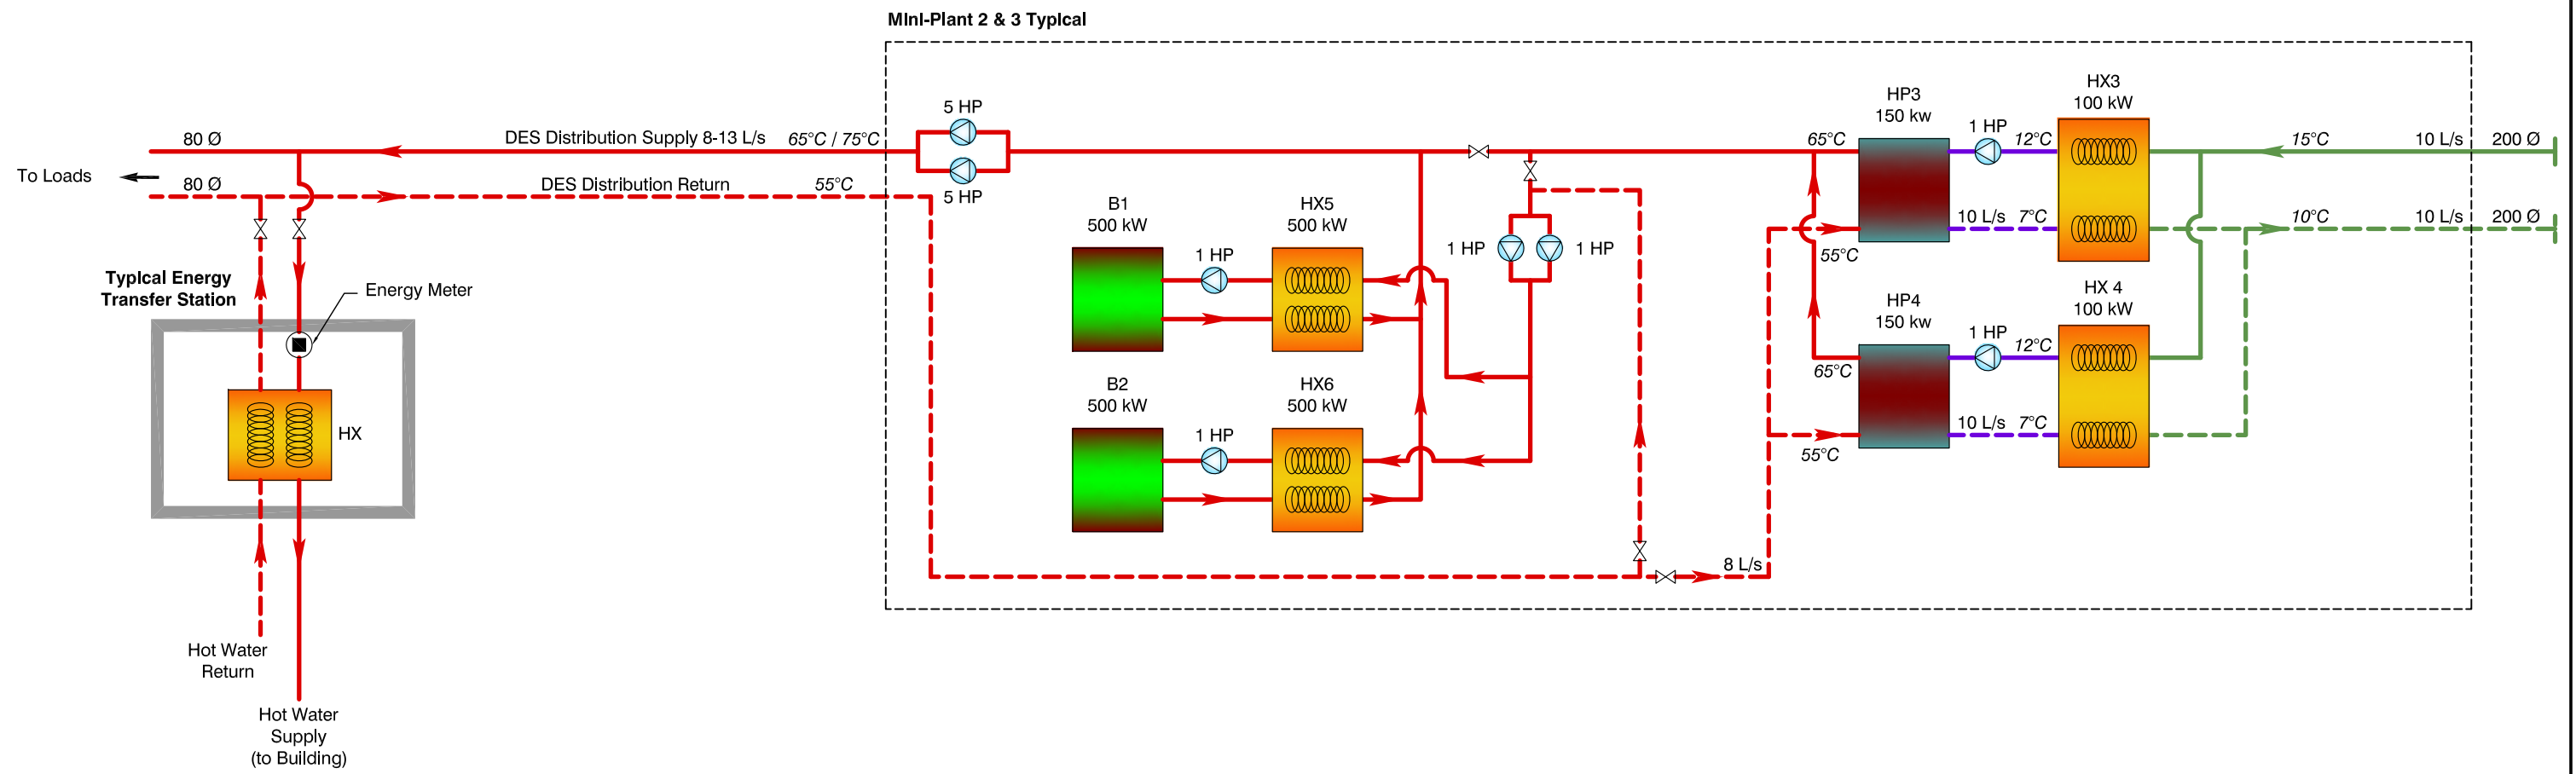 MInI-Plant 2 & 3 TypIcal
5 HP
80 Ø
DES Distribution Supply 8-13 L/s
65°C / 75°C
To Loads
80 Ø
DES Distribution Return
55°C
5 HP
TypIcal Energy
Transfer Station
Energy Meter
HX
Hot Water
Return
Hot Water
Supply
(to Building)
B1
500 kW
1 HP
HX5
500 kW
B2
500 kW
1 HP
HX6
500 kW
1 HP
1 HP
8 L/s
HP3
150 kw
65°C
55°C
1 HP
12°C
10 L/s
7°C
HX3
100 kW
15°C
10 L/s
200 Ø
10°C
10 L/s
200 Ø
HP4
150 kw
65°C
55°C
1 HP
12°C
10 L/s
7°C
HX 4
100 kW